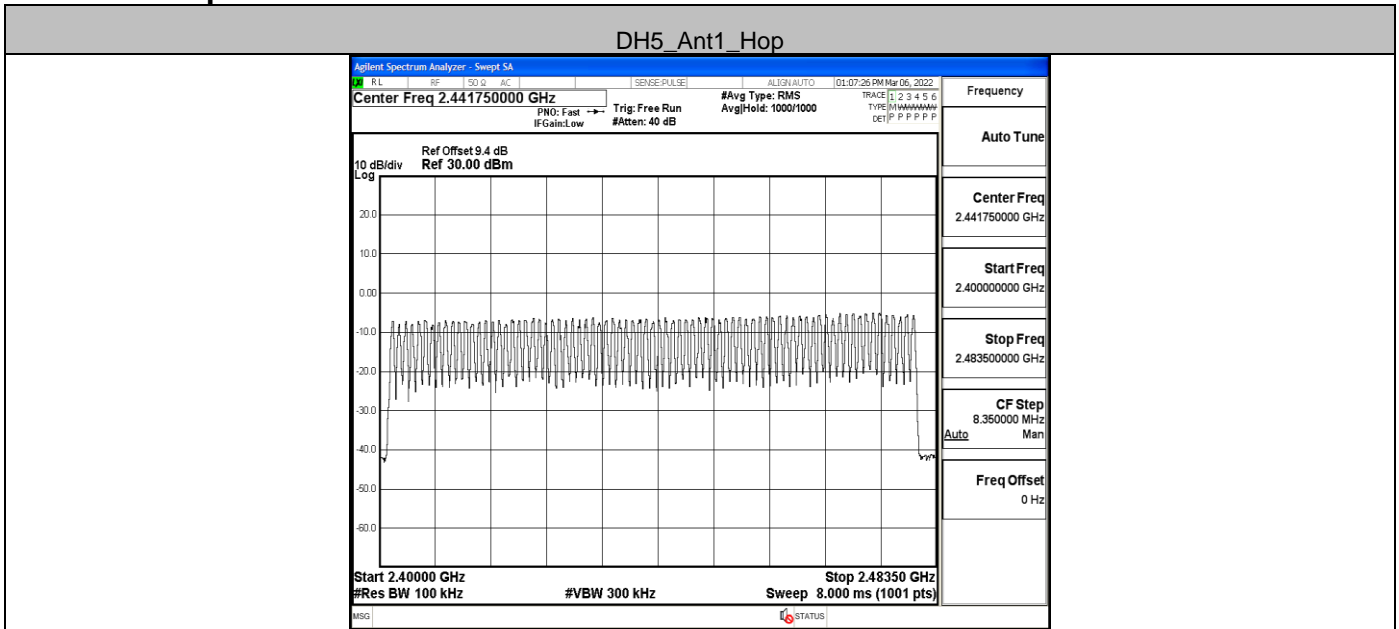 DH5_Ant1_Hop
Agilent Spectrum Analyzer - Swept SA
RL RF 50 Ω AC SENSE:PULSE ALIGNAUTO 01:07:26 PM Mar 06, 2022
Center Freq 2.441750000 GHz
PNO: Fast
IFGain:Low
Trig: Free Run
#Atten: 40 dB
#Avg Type: RMS
Avg|Hold: 1000/1000
TRACE 1 2 3 4 5 6
TYPE M
DET P P P P P P
Ref Offset 9.4 dB
10 dB/div Ref 30.00 dBm
Log
20.0
10.0
0.00
-10.0
-20.0
-30.0
-40.0
-50.0
-60.0
Start 2.40000 GHz Stop 2.48350 GHz
#Res BW 100 kHz #VBW 300 kHz Sweep 8.000 ms (1001 pts)
MSG STATUS
Frequency
Auto Tune
Center Freq
2.441750000 GHz
Start Freq
2.400000000 GHz
Stop Freq
2.483500000 GHz
CF Step
8.350000 MHz
Auto Man
Freq Offset
0 Hz